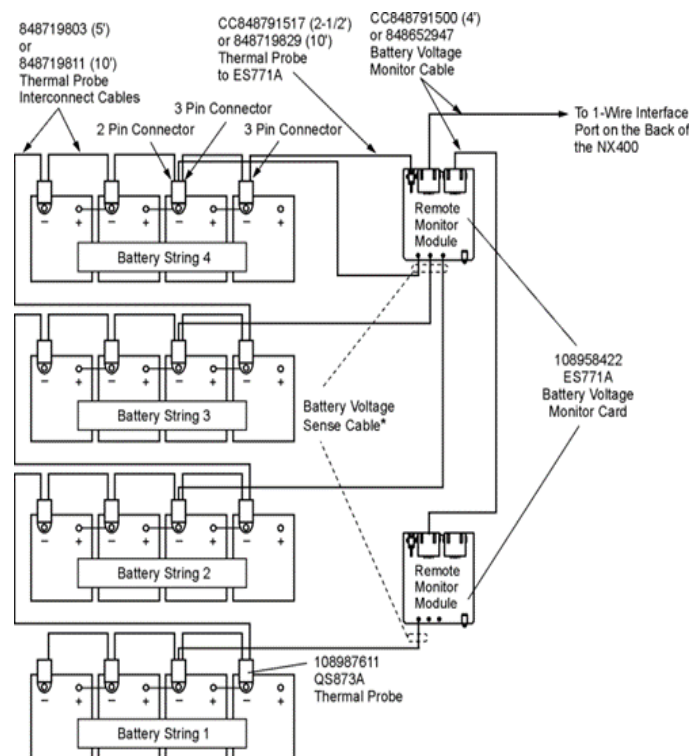 848719803 (5')
or
848719811 (10')
Thermal Probe
Interconnect Cables
CC848791517 (2-1/2')
or 848719829 (10')
Thermal Probe
to ES771A
CC848791500 (4')
or 848652947
Battery Voltage
Monitor Cable
3 Pin Connector
2 Pin Connector
3 Pin Connector
To 1-Wire Interface
Port on the Back of
the NX400
Remote
Monitor
Module
- + - + - + - +
Battery String 4
108958422
ES771A
Battery Voltage
Monitor Card
- + - + - + - +
Battery String 3
Battery Voltage
Sense Cable*
- + - + - + - +
Battery String 2
Remote
Monitor
Module
108987611
QS873A
Thermal Probe
- + - + - + - +
Battery String 1